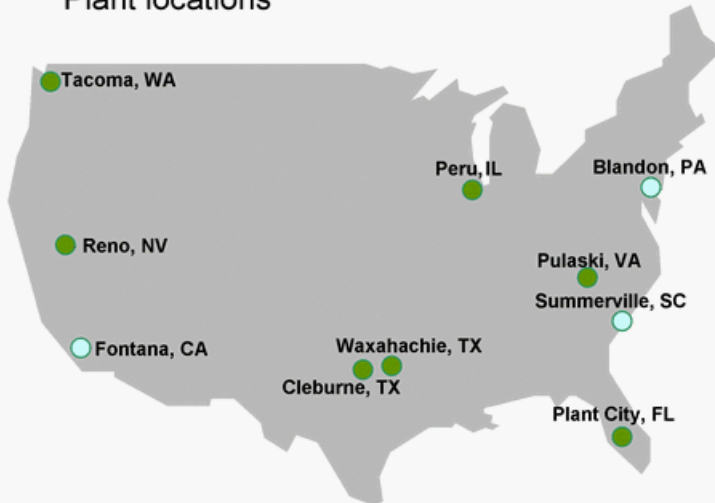 Plant locations
Tacoma, WA
Peru, IL
Blandon, PA
Reno, NV
Pulaski, VA
Summerville, SC
Fontana, CA
Waxahachie, TX
Cleburne, TX
Plant City, FL